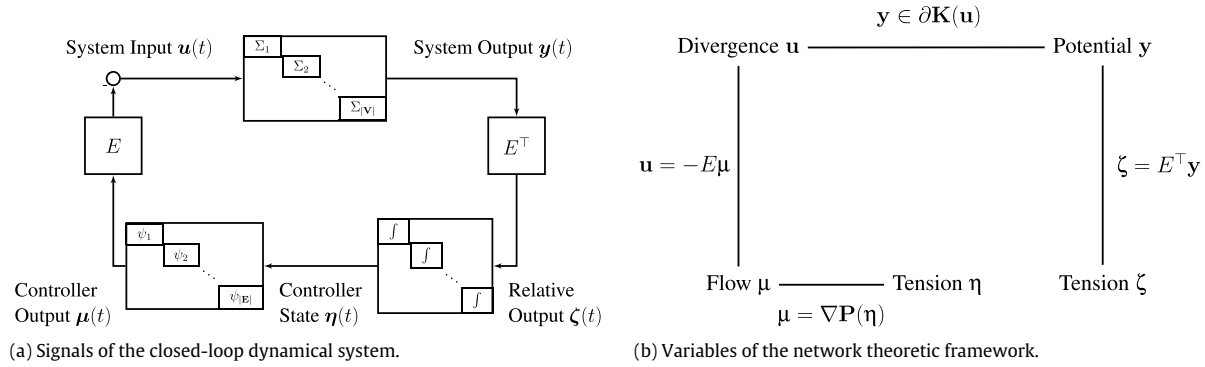 System Input u(t)
Σ₁
Σ₂
⋱
Σ|V|
System Output y(t)
-
E
E⊤
ψ₁
ψ₂
⋱
ψ|E|
∫
∫
⋱
∫
Controller
Output μ(t)
Controller
State η(t)
Relative
Output ζ(t)
(a) Signals of the closed-loop dynamical system.
y ∈ ∂K(u)
Divergence u
Potential y
u = −Eμ
ζ = E⊤y
Flow μ
Tension η
Tension ζ
μ = ∇P(η)
(b) Variables of the network theoretic framework.